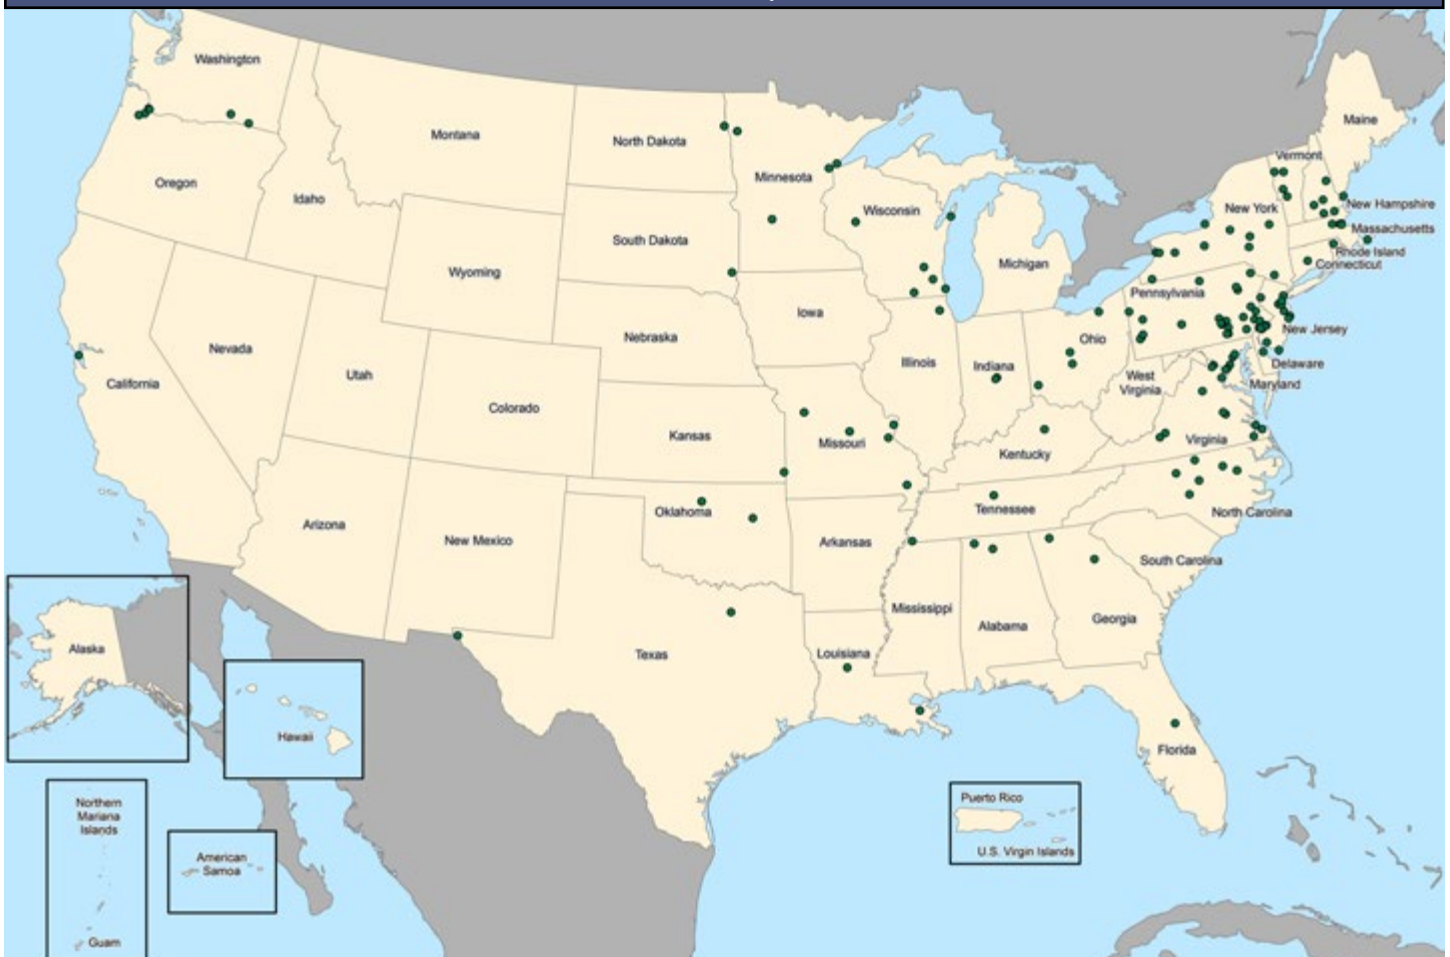 Washington
Montana
North Dakota
Minnesota
Maine
Vermont
Oregon
Idaho
Wisconsin
New York
New Hampshire
Massachusetts
Rhode Island
Connecticut
South Dakota
Wyoming
Michigan
Pennsylvania
Iowa
Nebraska
Ohio
New Jersey
Nevada
Utah
Illinois
Indiana
Delaware
California
Colorado
West
Virginia
Maryland
Kansas
Missouri
Kentucky
Virginia
Arizona
New Mexico
Oklahoma
Tennessee
North Carolina
Arkansas
South Carolina
Mississippi
Alabama
Georgia
Alaska
Texas
Louisiana
Hawaii
Florida
Northern
Mariana
Islands
Guam
American
Samoa
Puerto Rico
U.S. Virgin Islands